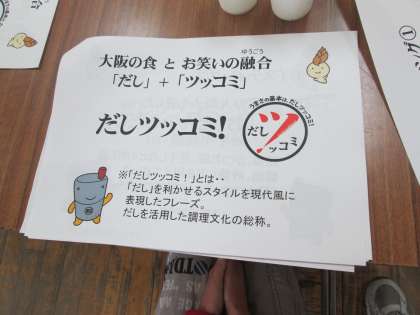 ゆうごう
大阪の食 と お笑いの融合
「だし」 + 「ツッコミ」
だしツッコミ!
うまさの基本は、だしツッコミ!
だし
ツッコミ
※「だしツッコミ!」とは・・
「だし」を利かせるスタイルを現代風に
表現したフレーズ。
だしを活用した調理文化の総称。